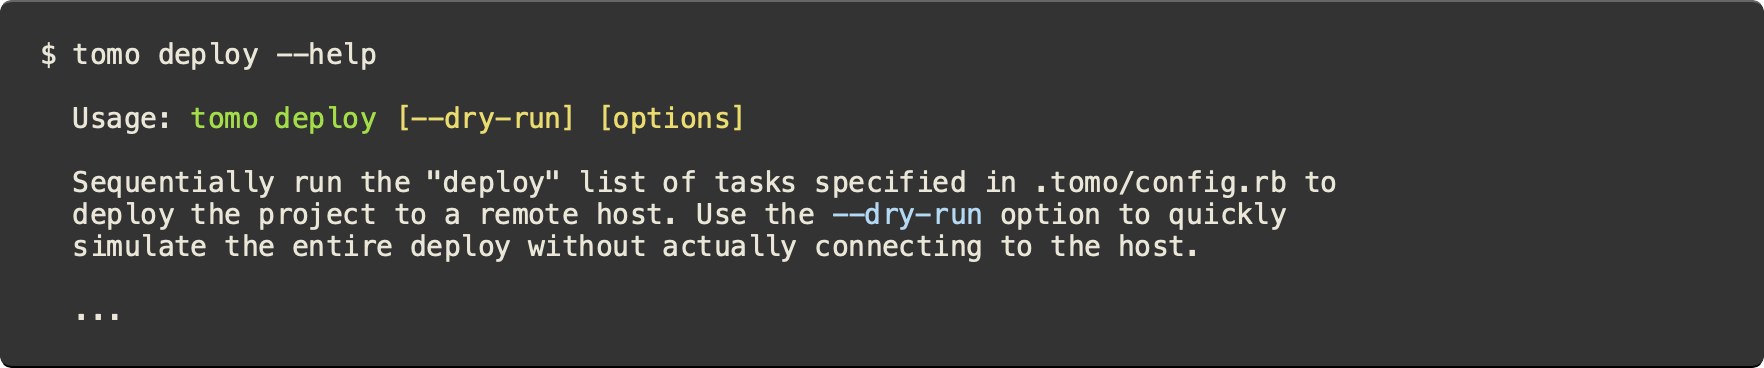 $ tomo deploy --help
Usage: tomo deploy [--dry-run] [options]
Sequentially run the "deploy" list of tasks specified in .tomo/config.rb to
deploy the project to a remote host. Use the --dry-run option to quickly
simulate the entire deploy without actually connecting to the host.
...